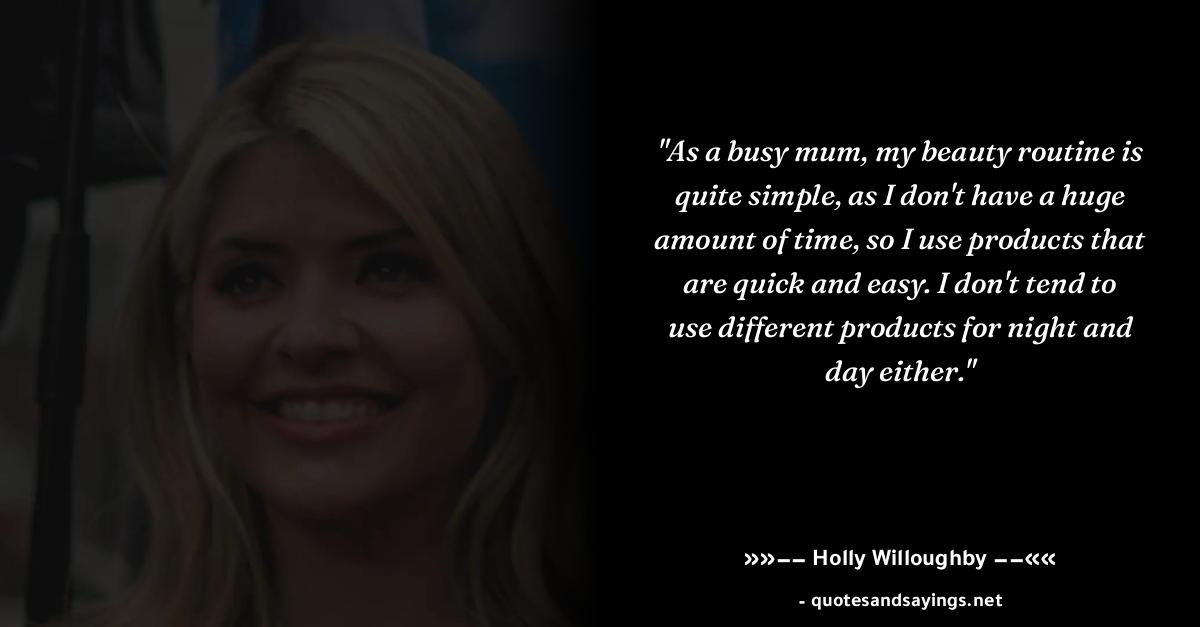 "As a busy mum, my beauty routine is
quite simple, as I don't have a huge
amount of time, so I use products that
are quick and easy. I don't tend to
use different products for night and
day either."
»»−− Holly Willoughby −−««
- quotesandsayings.net